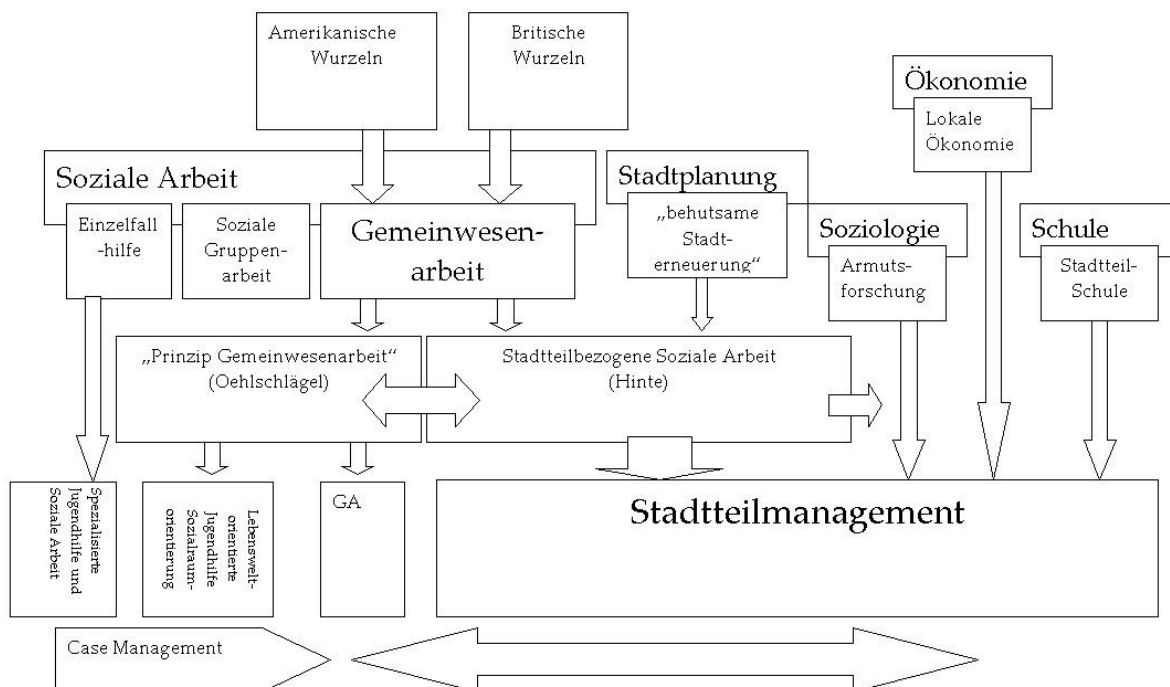 Amerikanische
Wurzeln
Britische
Wurzeln
Ökonomie
Lokale
Ökonomie
Soziale Arbeit
Einzelfall
-hilfe
Soziale
Gruppen-
arbeit
Gemeinwesen-
arbeit
Stadtplanung
„behutsame
Stadt-
erneuerung“
Soziologie
Armuts-
forschung
Schule
Stadtteil-
Schule
„Prinzip Gemeinwesenarbeit“
(Oehlschlägel)
Stadtteilbezogene Soziale Arbeit
(Hinte)
Spezialisierte
Jugendhilfe und
Soziale Arbeit
Lebenswelt-
orientierte
Jugendhilfe
Sozialraum-
orientierung
GA
Stadtteilmanagement
Case Management